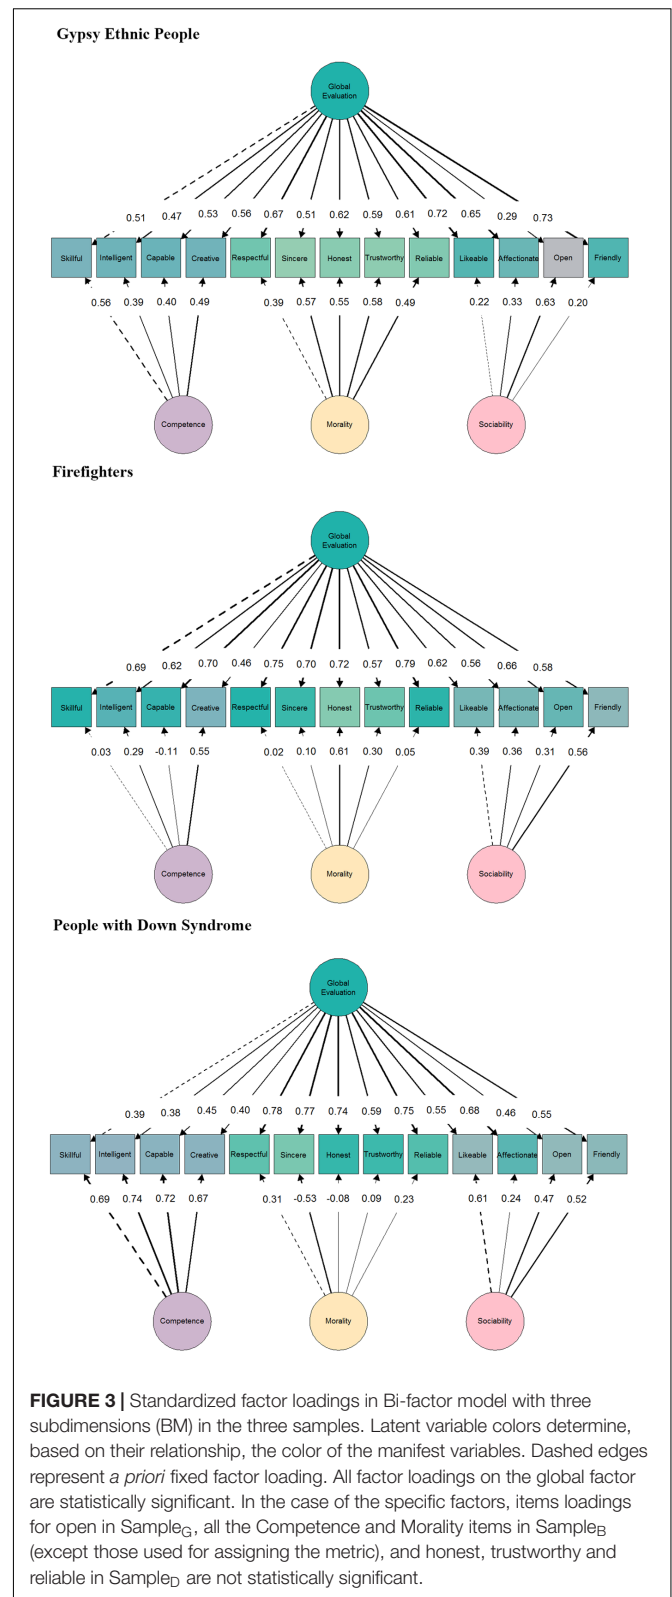 Gypsy Ethnic People
Global
Evaluation
0.51 0.47 0.53 0.56 0.67 0.51 0.62 0.59 0.61 0.72 0.65 0.29 0.73
Skillful Intelligent Capable Creative Respectful Sincere Honest Trustworthy Reliable Likeable Affectionate Open Friendly
0.56 0.39 0.40 0.49 0.39 0.57 0.55 0.58 0.49 0.22 0.33 0.63 0.20
Competence Morality Sociability
Firefighters
Global
Evaluation
0.69 0.62 0.70 0.46 0.75 0.70 0.72 0.57 0.79 0.62 0.56 0.66 0.58
Skillful Intelligent Capable Creative Respectful Sincere Honest Trustworthy Reliable Likeable Affectionate Open Friendly
0.03 0.29 -0.11 0.55 0.02 0.10 0.61 0.30 0.05 0.39 0.36 0.31 0.56
Competence Morality Sociability
People with Down Syndrome
Global
Evaluation
0.39 0.38 0.45 0.40 0.78 0.77 0.74 0.59 0.75 0.55 0.68 0.46 0.55
Skillful Intelligent Capable Creative Respectful Sincere Honest Trustworthy Reliable Likeable Affectionate Open Friendly
0.69 0.74 0.72 0.67 0.31 -0.53 -0.08 0.09 0.23 0.61 0.24 0.47 0.52
Competence Morality Sociability
FIGURE 3 | Standardized factor loadings in Bi-factor model with three
subdimensions (BM) in the three samples. Latent variable colors determine,
based on their relationship, the color of the manifest variables. Dashed edges
represent a priori fixed factor loading. All factor loadings on the global factor
are statistically significant. In the case of the specific factors, items loadings
for open in SampleG, all the Competence and Morality items in SampleB
(except those used for assigning the metric), and honest, trustworthy and
reliable in SampleD are not statistically significant.